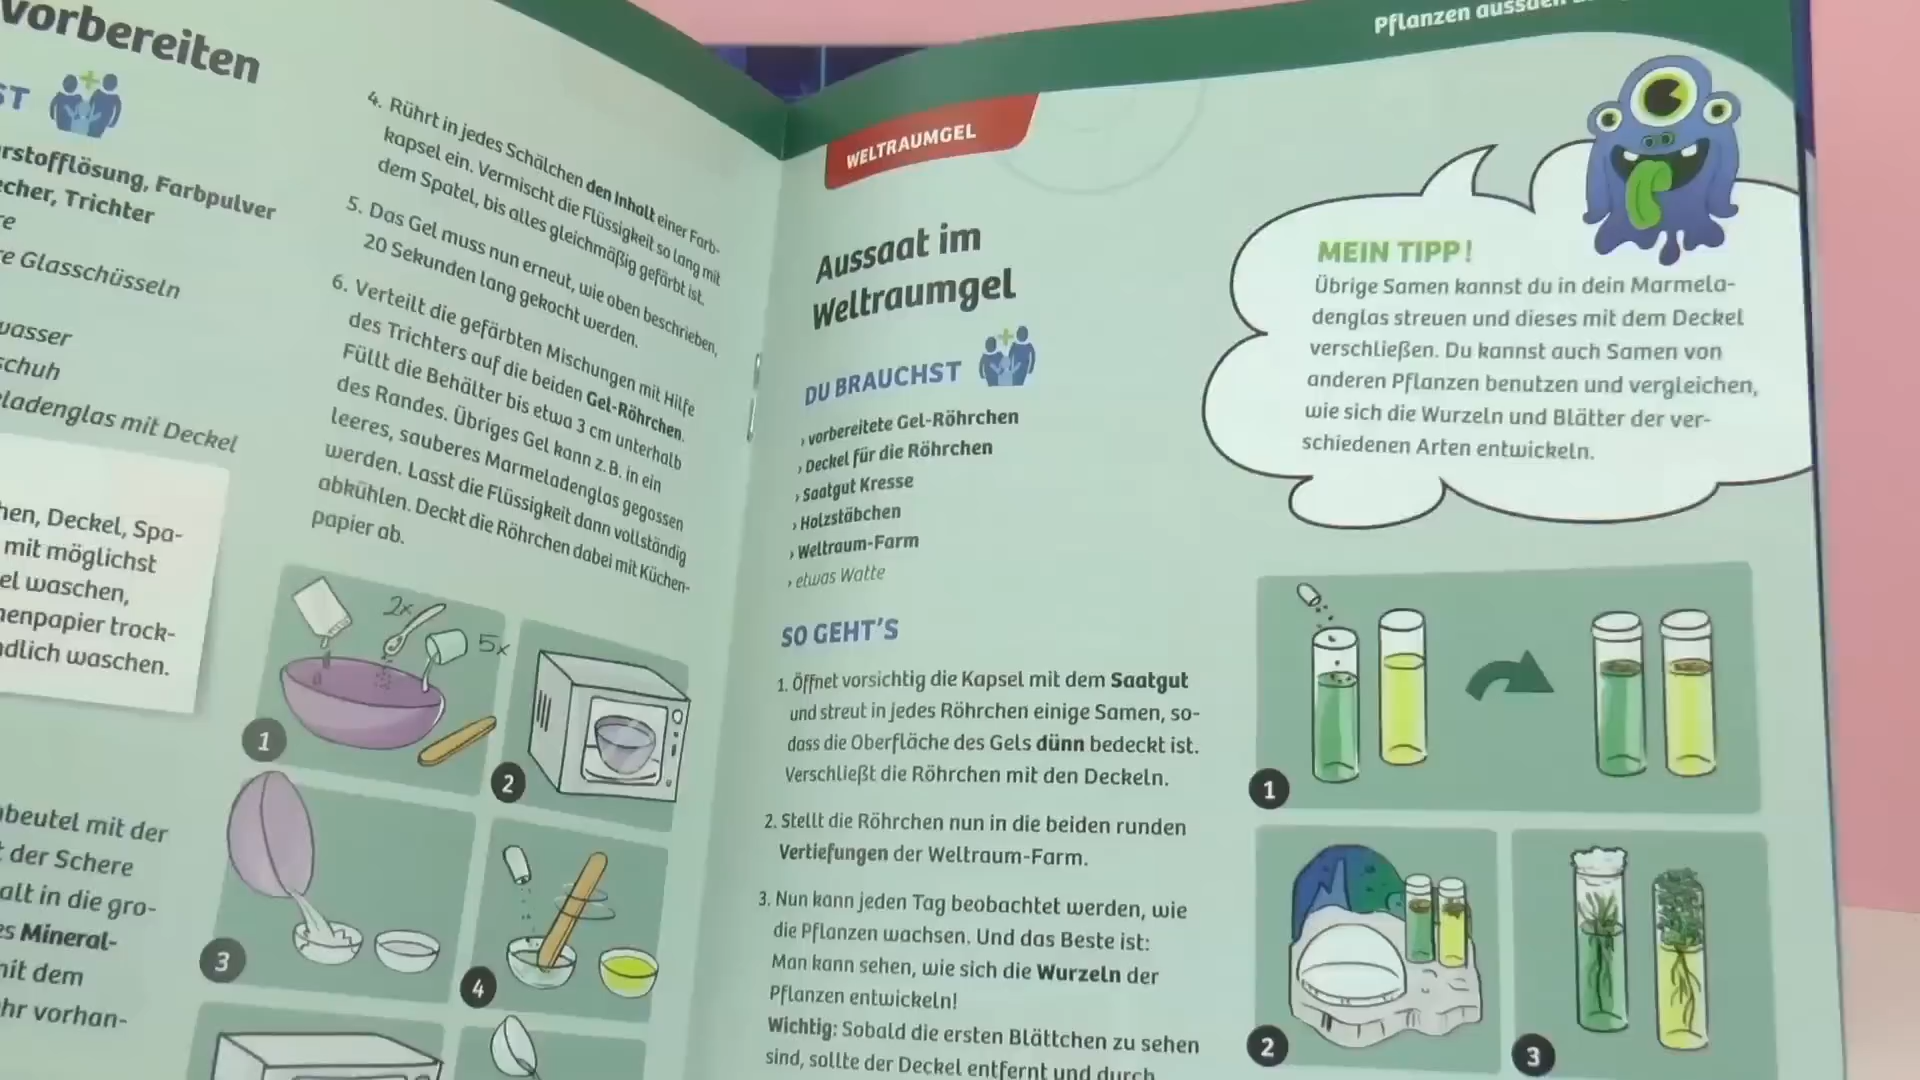 vorbereiten
ST
rstofflösung, Farbpulver
echer, Trichter
re
re Glasschüsseln
wasser
schuh
eladenglas mit Deckel
hen, Deckel, Spa-
mit möglichst
el waschen,
henpapier trock-
ndlich waschen.
beutel mit der
t der Schere
alt in die gro-
es Mineral-
mit dem
hr vorhan-
4. Rührt in jedes Schälchen den Inhalt einer Farb-
kapsel ein. Vermischt die Flüssigkeit so lang mit
dem Spatel, bis alles gleichmäßig gefärbt ist.
5. Das Gel muss nun erneut, wie oben beschrieben,
20 Sekunden lang gekocht werden.
6. Verteilt die gefärbten Mischungen mit Hilfe
des Trichters auf die beiden Gel-Röhrchen.
Füllt die Behälter bis etwa 3 cm unterhalb
des Randes. Übriges Gel kann z. B. in ein
leeres, sauberes Marmeladenglas gegossen
werden. Lasst die Flüssigkeit dann vollständig
abkühlen. Deckt die Röhrchen dabei mit Küchen-
papier ab.
2x
5x
1
2
3
4
Pflanzen aussäen
WELTRAUMGEL
Aussaat im
Weltraumgel
DU BRAUCHST
› vorbereitete Gel-Röhrchen
› Deckel für die Röhrchen
› Saatgut Kresse
› Holzstäbchen
› Weltraum-Farm
› etwas Watte
SO GEHT'S
1. Öffnet vorsichtig die Kapsel mit dem Saatgut
und streut in jedes Röhrchen einige Samen, so-
dass die Oberfläche des Gels dünn bedeckt ist.
Verschließt die Röhrchen mit den Deckeln.
2. Stellt die Röhrchen nun in die beiden runden
Vertiefungen der Weltraum-Farm.
3. Nun kann jeden Tag beobachtet werden, wie
die Pflanzen wachsen. Und das Beste ist:
Man kann sehen, wie sich die Wurzeln der
Pflanzen entwickeln!
Wichtig: Sobald die ersten Blättchen zu sehen
sind, sollte der Deckel entfernt und durch
MEIN TIPP!
Übrige Samen kannst du in dein Marmela-
denglas streuen und dieses mit dem Deckel
verschließen. Du kannst auch Samen von
anderen Pflanzen benutzen und vergleichen,
wie sich die Wurzeln und Blätter der ver-
schiedenen Arten entwickeln.
1
2
3